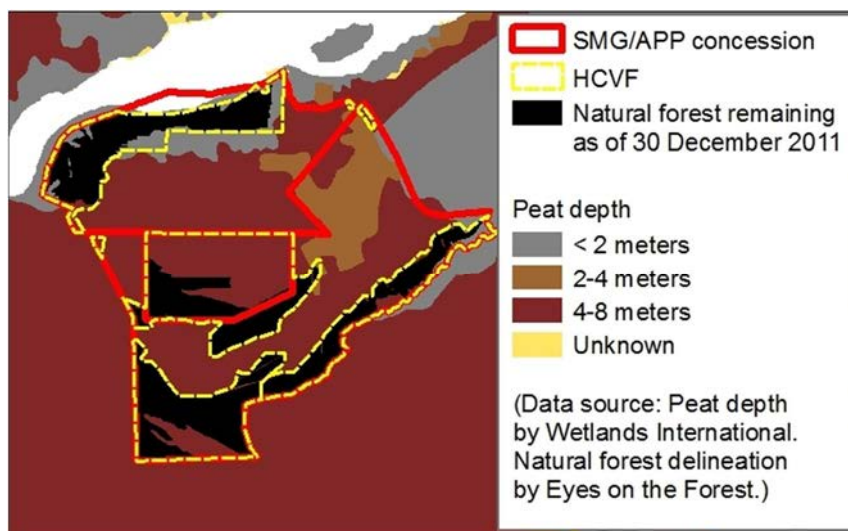 SMG/APP concession
HCVF
Natural forest remaining
as of 30 December 2011
Peat depth
< 2 meters
2-4 meters
4-8 meters
Unknown
(Data source: Peat depth
by Wetlands International.
Natural forest delineation
by Eyes on the Forest.)